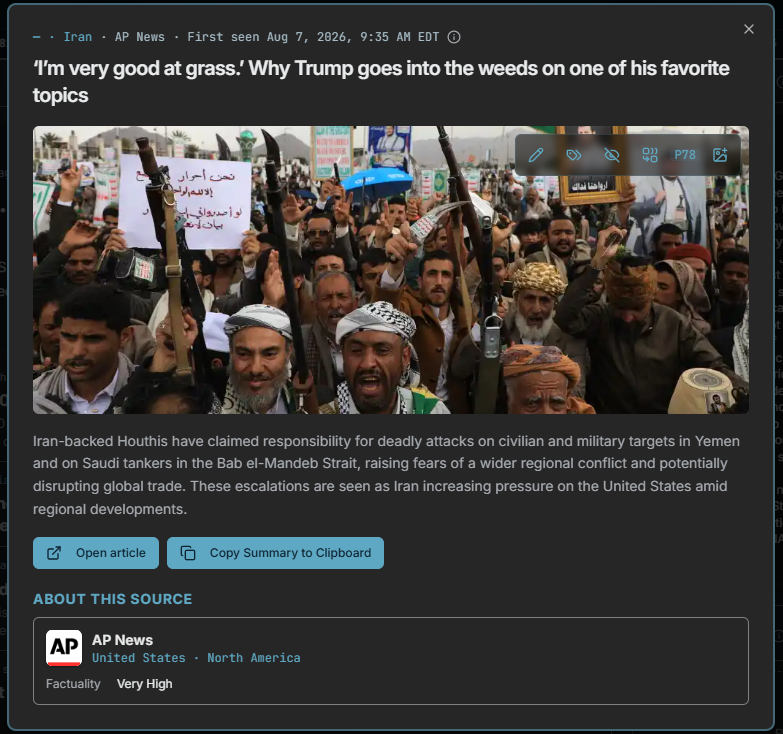 — · Iran · AP News · First seen Aug 7, 2026, 9:35 AM EDT
‘I’m very good at grass.’ Why Trump goes into the weeds on one of his favorite
topics
P78
نحن أحرار
Iran-backed Houthis have claimed responsibility for deadly attacks on civilian and military targets in Yemen
and on Saudi tankers in the Bab el-Mandeb Strait, raising fears of a wider regional conflict and potentially
disrupting global trade. These escalations are seen as Iran increasing pressure on the United States amid
regional developments.
Open article
Copy Summary to Clipboard
ABOUT THIS SOURCE
AP
AP News
United States · North America
Factuality Very High